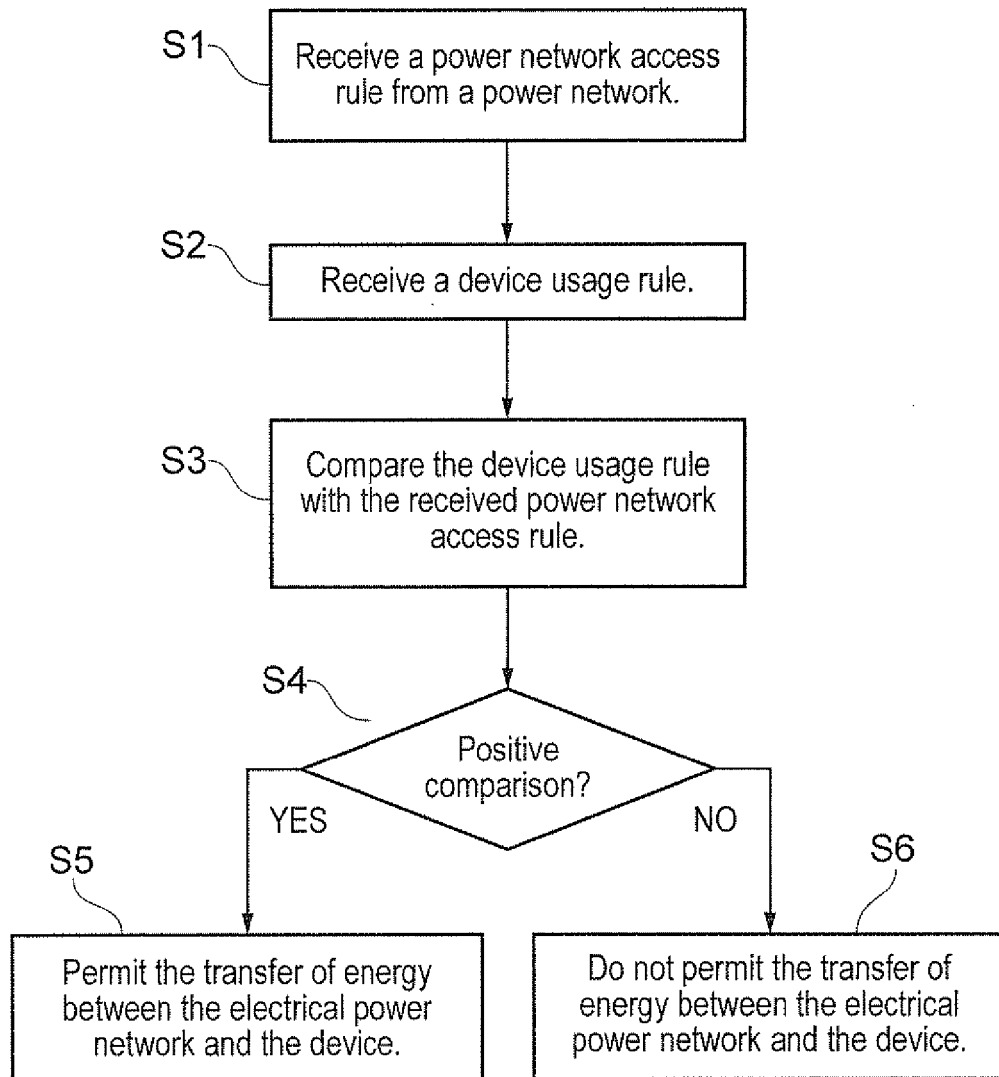 S1
Receive a power network access
rule from a power network.
S2
Receive a device usage rule.
S3
Compare the device usage rule
with the received power network
access rule.
S4
Positive
comparison?
YES
NO
S5
Permit the transfer of energy
between the electrical power
network and the device.
S6
Do not permit the transfer of
energy between the electrical
power network and the device.